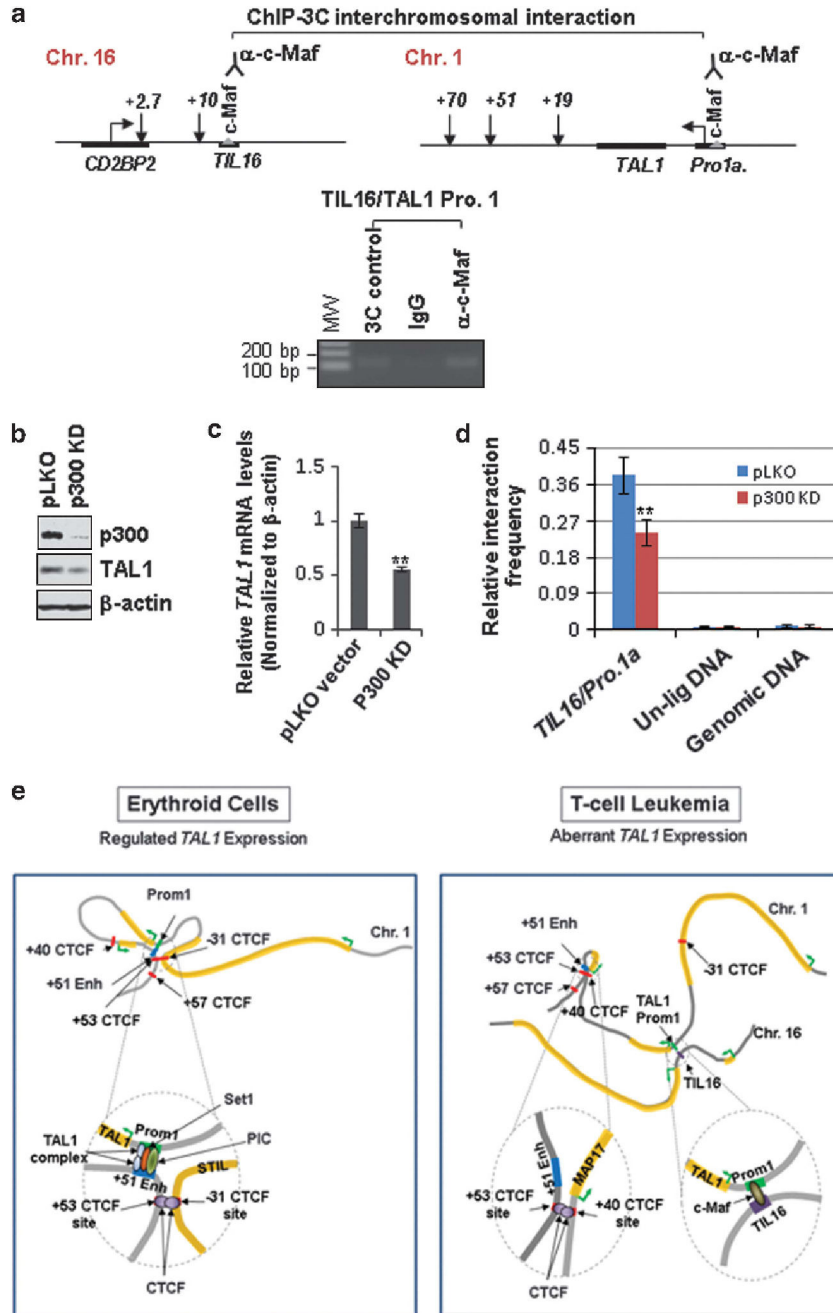 a
ChIP-3C interchromosomal interaction
Chr. 16
α-c-Maf
Chr. 1
α-c-Maf
+2.7
+10
c-Maf
+70
+51
+19
c-Maf
CD2BP2
TIL16
TAL1
Pro1a.
TIL16/TAL1 Pro. 1
MW
3C control
IgG
α-c-Maf
200 bp
100 bp
b
pLKO
p300 KD
p300
TAL1
β-actin
c
Relative TAL1 mRNA levels
(Normalized to β-actin)
1.5
1
0.5
0
**
pLKO vector
P300 KD
d
Relative interaction
frequency
0.45
0.36
0.27
0.18
0.09
0
pLKO
p300 KD
**
TIL16/Pro.1a
Un-lig DNA
Genomic DNA
e
Erythroid Cells
Regulated TAL1 Expression
Prom1
+40 CTCF
-31 CTCF
Chr. 1
+51 Enh
+57 CTCF
+53 CTCF
Set1
TAL1
Prom1
PIC
TAL1
complex
STIL
+51 Enh
+53 CTCF
site
-31 CTCF
site
CTCF
T-cell Leukemia
Aberrant TAL1 Expression
Chr. 1
+51 Enh
+53 CTCF
+57 CTCF
-31 CTCF
+40 CTCF
TAL1
Prom1
Chr. 16
TIL16
+51 Enh
MAP17
+53 CTCF
site
+40 CTCF
site
CTCF
TAL1
Prom1
c-Maf
TIL16